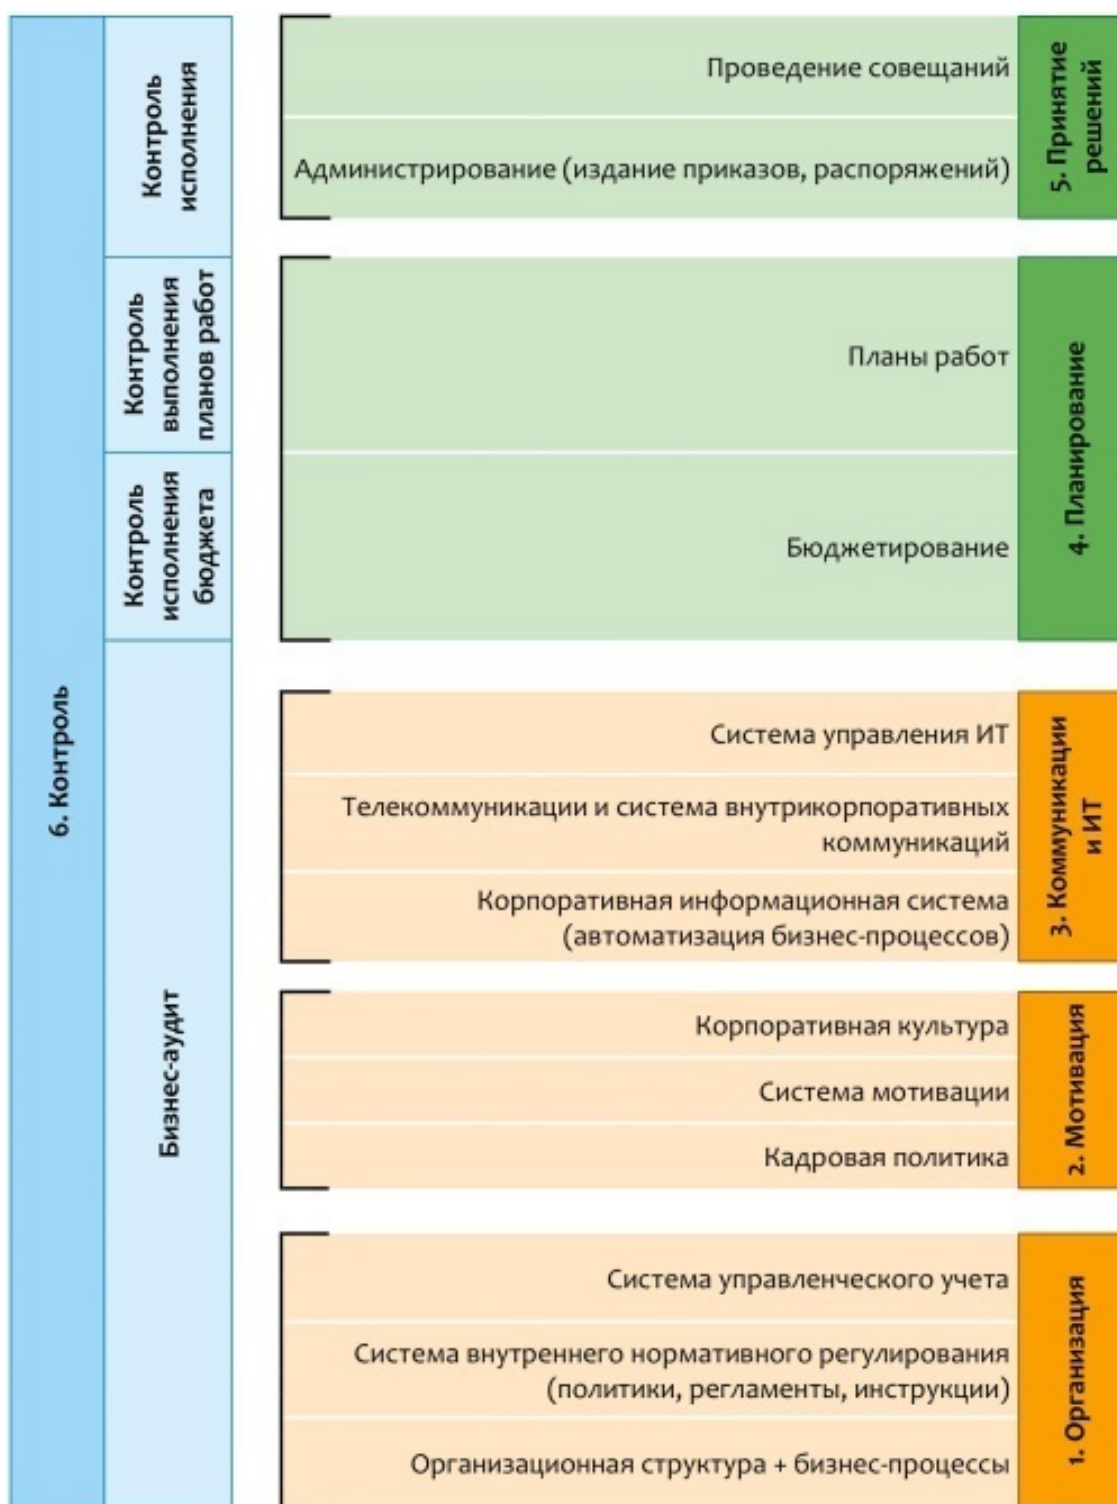 6. Контроль
Контроль
исполнения
Контроль
выполнения
планов работ
Контроль
исполнения
бюджета
Бизнес-аудит
Проведение совещаний
Администрирование (издание приказов, распоряжений)
5. Принятие
решений
Планы работ
Бюджетирование
4. Планирование
Система управления ИТ
Телекоммуникации и система внутрикорпоративных
коммуникаций
Корпоративная информационная система
(автоматизация бизнес-процессов)
3. Коммуникации
и ИТ
Корпоративная культура
Система мотивации
Кадровая политика
2. Мотивация
Система управленческого учета
Система внутреннего нормативного регулирования
(политики, регламенты, инструкции)
Организационная структура + бизнес-процессы
1. Организация